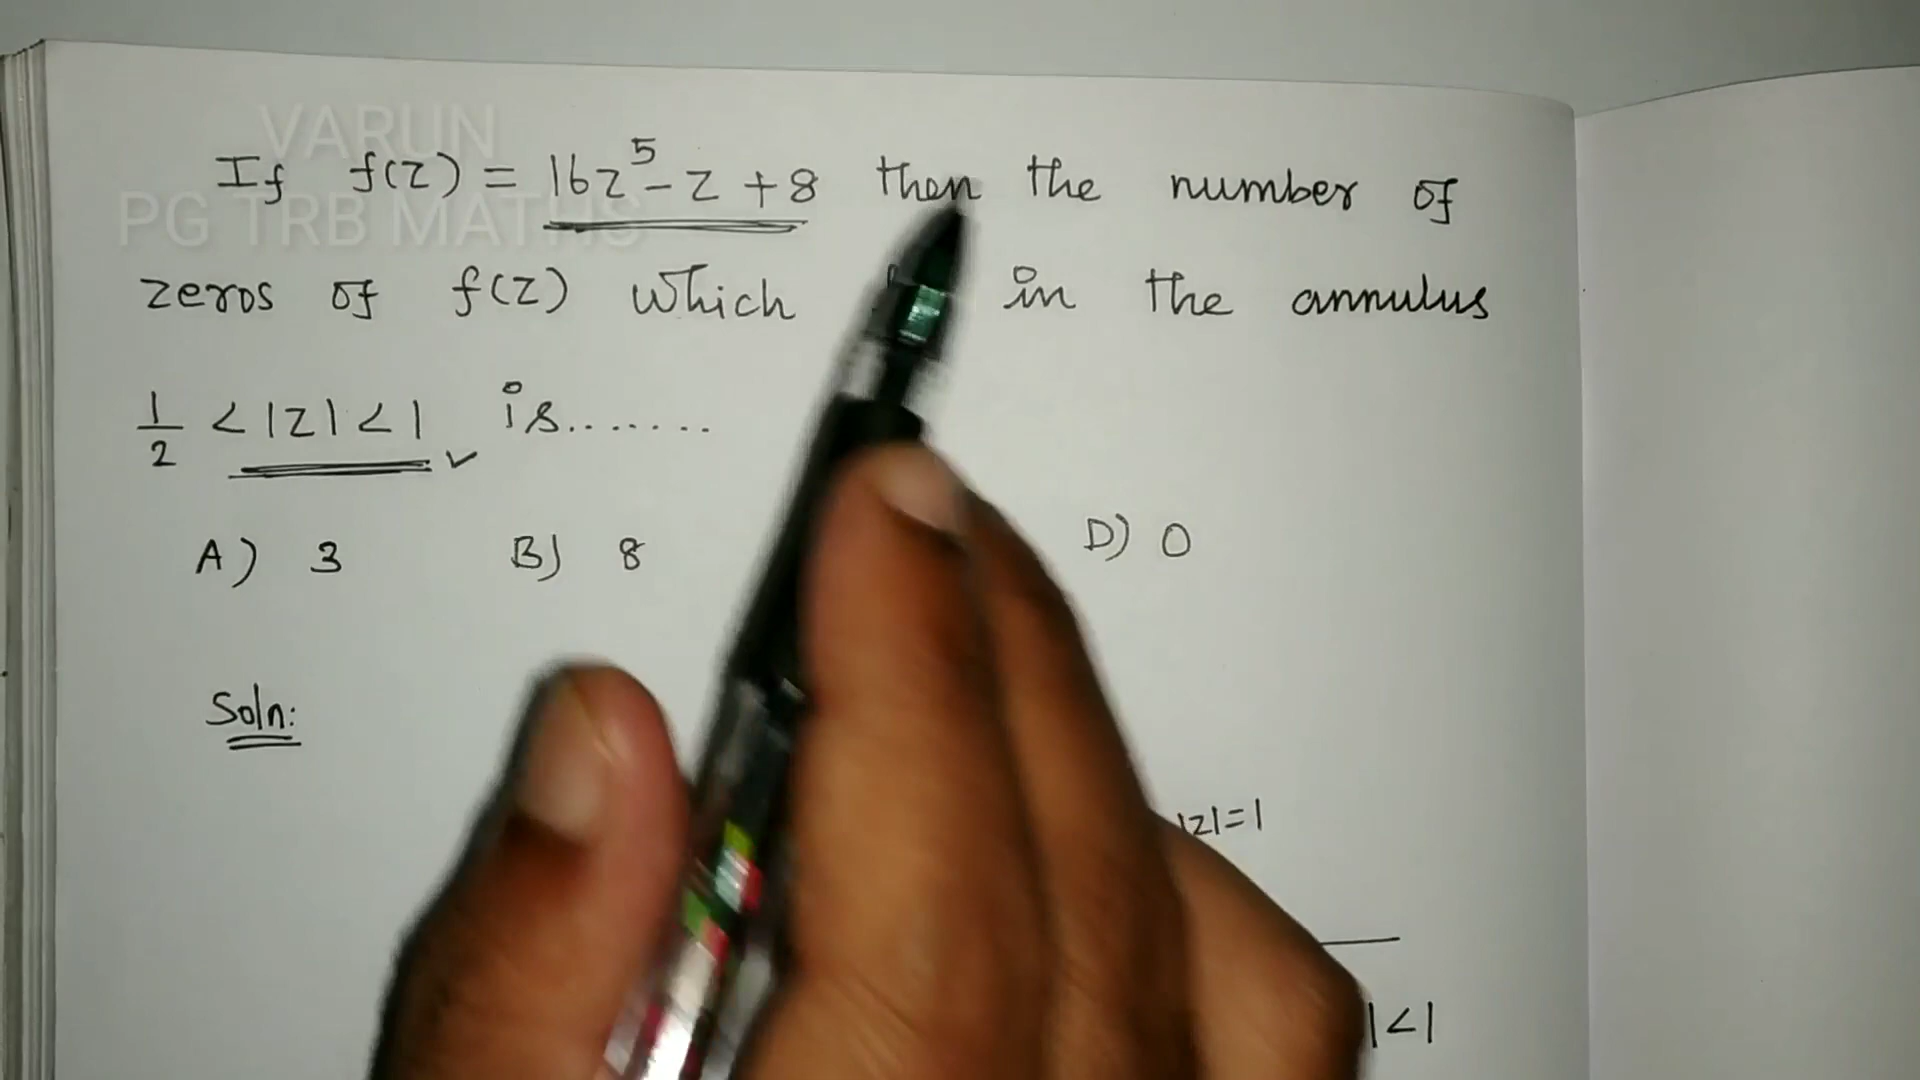 VARUN
PG TRB MATHS
If f(z) = 16z⁵ - z + 8 then the number of
zeros of f(z) which in the annulus
1/2 < |z| < 1 is.......
A) 3 B) 8 D) 0
Soln:
|z|=1
|<1